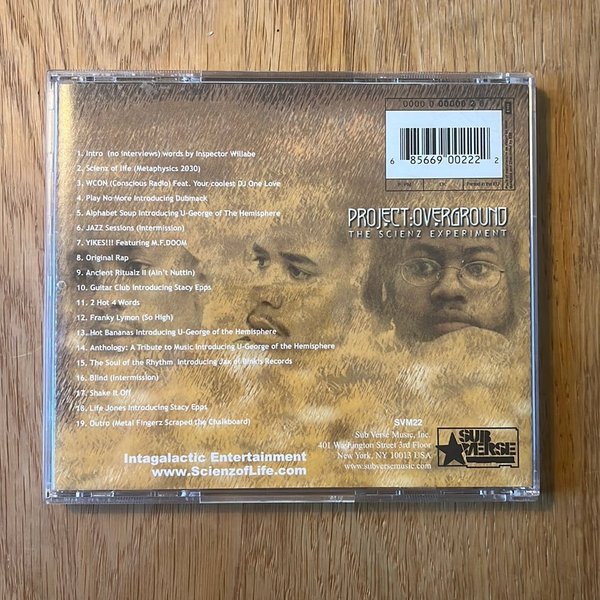 6 85669 00222 2
PROJECT:OVERGROUND
THE SCIENZ EXPERIMENT
1. Intro (no interviews) words by Inspector Willabe
2. Scienz of life (Metaphysics 2030)
3. WCDN (Conscious Radio) Feat. Your coolest DJ One Love
4. Play No More Introducing Dubmack
5. Alphabet Soup Introducing U-George of The Hemisphere
6. JAZZ Sessions (Intermission)
7. YIKES!!! Featuring M.F.DOOM
8. Original Rap
9. Ancient Ritualz II (Ain't Nuttin)
10. Guitar Club Introducing Stacy Epps
11. 2 Hot 4 Words
12. Franky Lymon (So High)
13. Hot Bananas Introducing U-George of the Hemisphere
14. Anthology: A Tribute to Music Introducing U-George of the Hemisphere
15. The Soul of the Rhythm Introducing Jax of Binkis Records
16. Blind (Intermission)
17. Shake It Off
18. Life Jones Introducing Stacy Epps
19. Outro (Metal Fingerz Scraped the Chalkboard)
Intagalactic Entertainment
www.ScienzofLife.com
SVM22
Sub Verse Music, Inc.
401 Washington Street 3rd Floor
New York, NY 10013 USA
www.subversemusic.com
SUB
VERSE